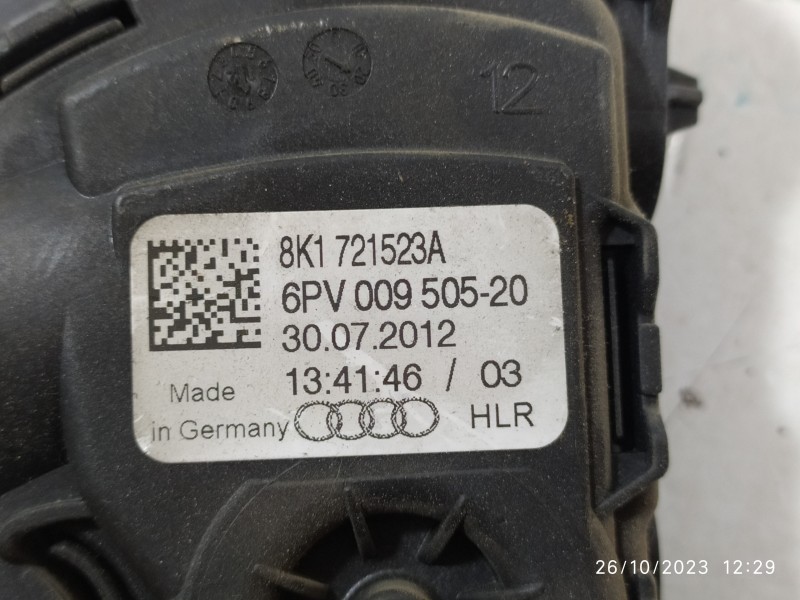 12
8K1 721523A
6PV 009 505-20
30.07.2012
13:41:46 / 03
Made
in Germany
HLR
26/10/2023 12:29